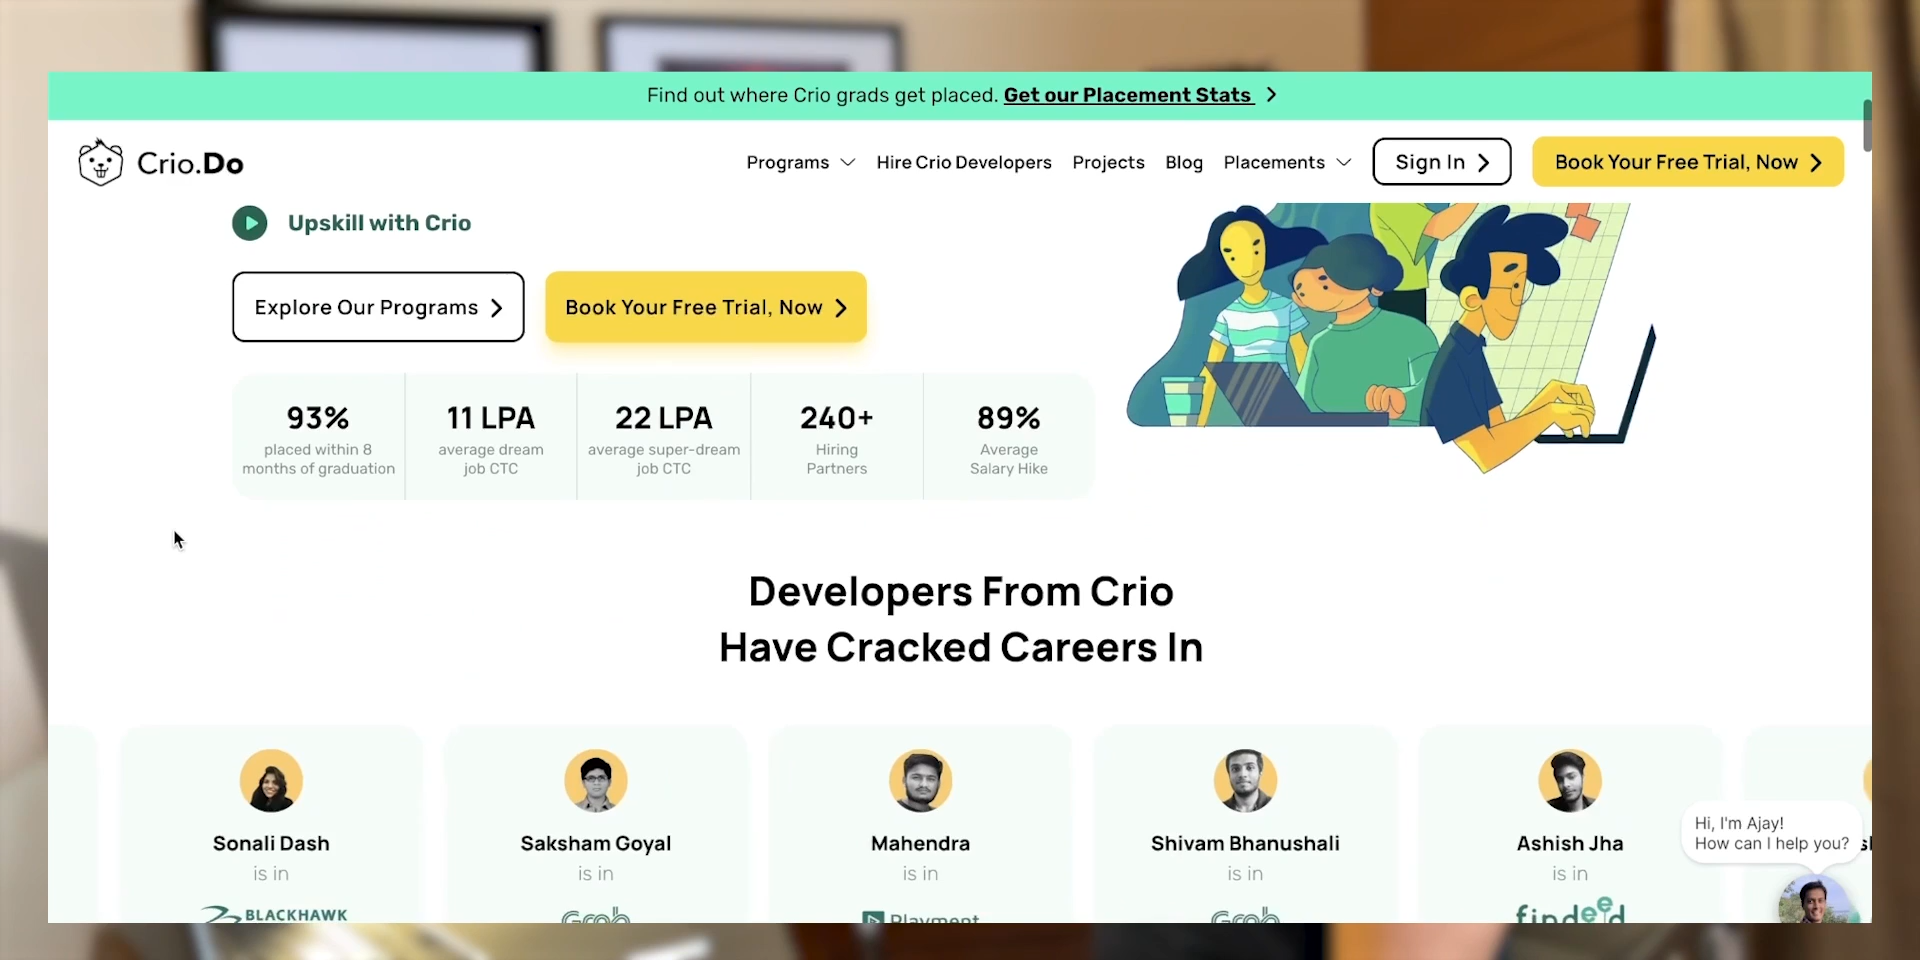 Find out where Crio grads get placed. Get our Placement Stats
Crio.Do
Programs Hire Crio Developers Projects Blog Placements Sign In Book Your Free Trial, Now
Upskill with Crio
Explore Our Programs Book Your Free Trial, Now
93% 11 LPA 22 LPA 240+ 89%
placed within 8 average dream average super-dream Hiring Average
months of graduation job CTC job CTC Partners Salary Hike
Developers From Crio
Have Cracked Careers In
Sonali Dash Saksham Goyal Mahendra Shivam Bhanushali Ashish Jha
is in is in is in is in is in
BLACKHAWK Grab Playment Grab findeed
Hi, I'm Ajay!
How can I help you?